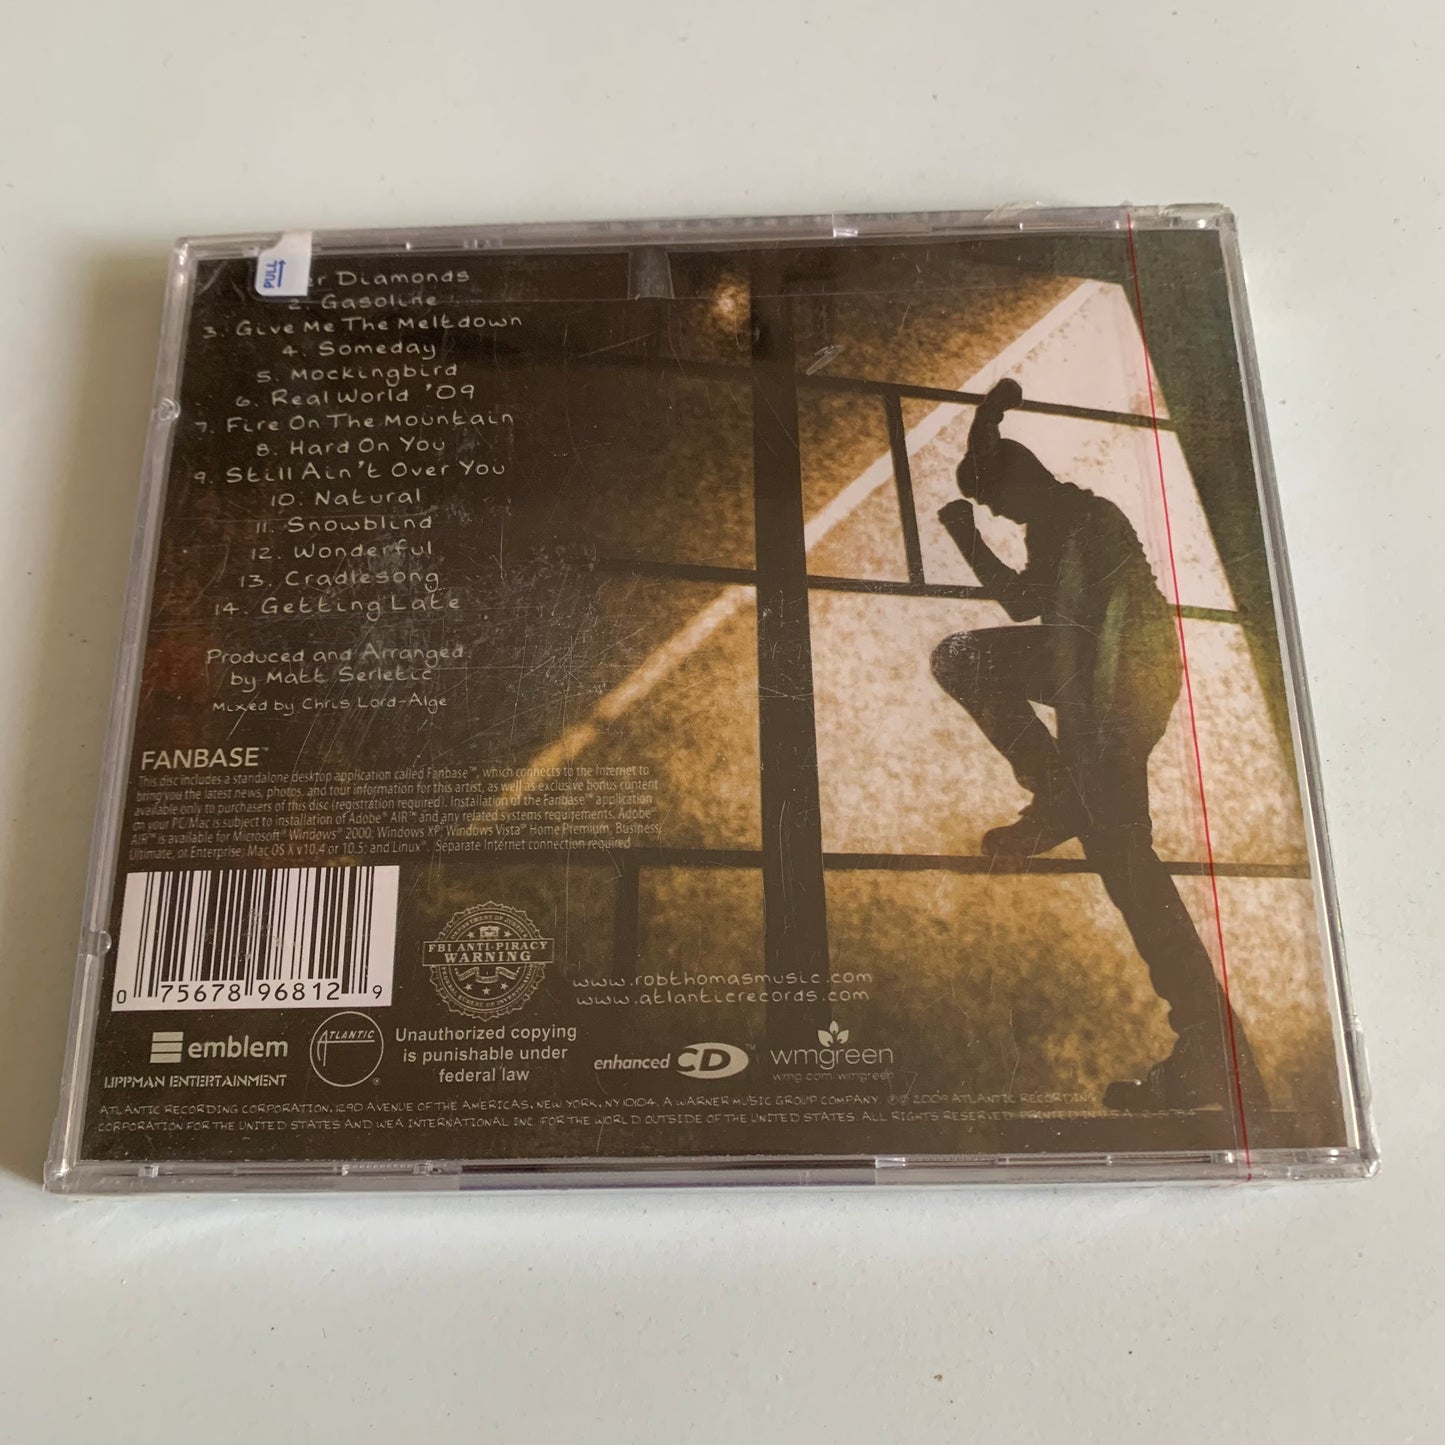 PULL
Diamonds
2. Gasoline
3. Give Me The Meltdown
4. Someday
5. Mockingbird
6. Real World '09
7. Fire On The Mountain
8. Hard On You
9. Still Ain't Over You
10. Natural
11. Snowblind
12. Wonderful
13. Cradlesong
14. Getting Late
Produced and Arranged
by Matt Serletic
Mixed by Chris Lord-Alge
FANBASE™
This disc includes a standalone desktop application called Fanbase™, which connects to the Internet to
bring you the latest news, photos, and tour information for this artist, as well as exclusive bonus content
available only to purchasers of this disc (registration required). Installation of the Fanbase™ application
on your PC/Mac is subject to installation of Adobe® AIR™ and any related systems requirements. Adobe®
AIR™ is available for Microsoft® Windows® 2000; Windows XP; Windows Vista® Home Premium, Business,
Ultimate, or Enterprise; Mac OS X v10.4 or 10.5; and Linux®. Separate Internet connection required
0 75678 96812 9
FBI ANTI-PIRACY
WARNING
www.robthomasmusic.com
www.atlanticrecords.com
emblem
LIPPMAN ENTERTAINMENT
ATLANTIC
®
Unauthorized copying
is punishable under
federal law
enhanced CD™
wmgreen
wmg.com/wmgreen
ATLANTIC RECORDING CORPORATION, 1290 AVENUE OF THE AMERICAS, NEW YORK, NY 10104. A WARNER MUSIC GROUP COMPANY. ℗© 2009 ATLANTIC RECORDING
CORPORATION FOR THE UNITED STATES AND WEA INTERNATIONAL INC. FOR THE WORLD OUTSIDE OF THE UNITED STATES. ALL RIGHTS RESERVED. PRINTED IN U.S.A.